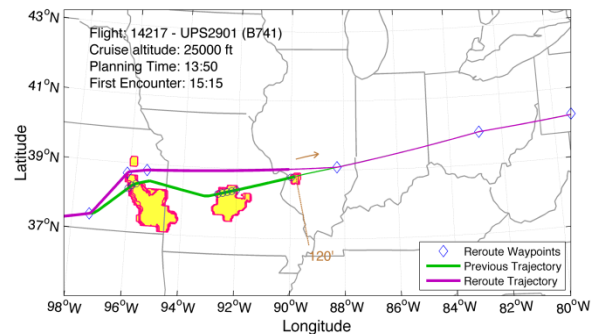 Flight: 14217 - UPS2901 (B741)
Cruise altitude: 25000 ft
Planning Time: 13:50
First Encounter: 15:15
43°N
41°N
39°N
37°N
Latitude
120'
Reroute Waypoints
Previous Trajectory
Reroute Trajectory
98°W 96°W 94°W 92°W 90°W 88°W 86°W 84°W 82°W 80°W
Longitude